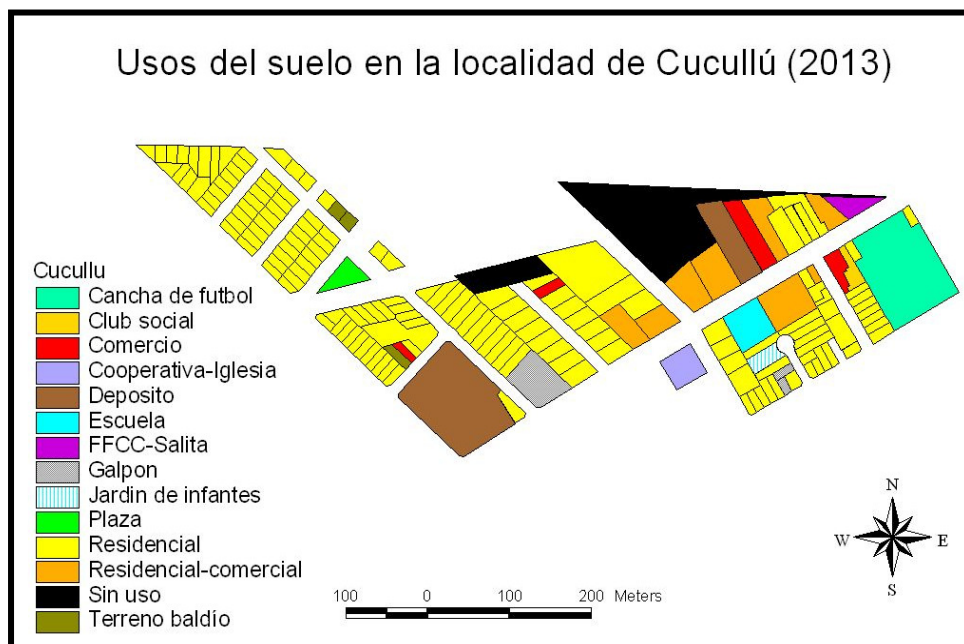 Usos del suelo en la localidad de Cucullú (2013)
Cucullu
Cancha de futbol
Club social
Comercio
Cooperativa-Iglesia
Deposito
Escuela
FFCC-Salita
Galpon
Jardin de infantes
Plaza
Residencial
Residencial-comercial
Sin uso
Terreno baldío
100 0 100 200 Meters
N
W E
S